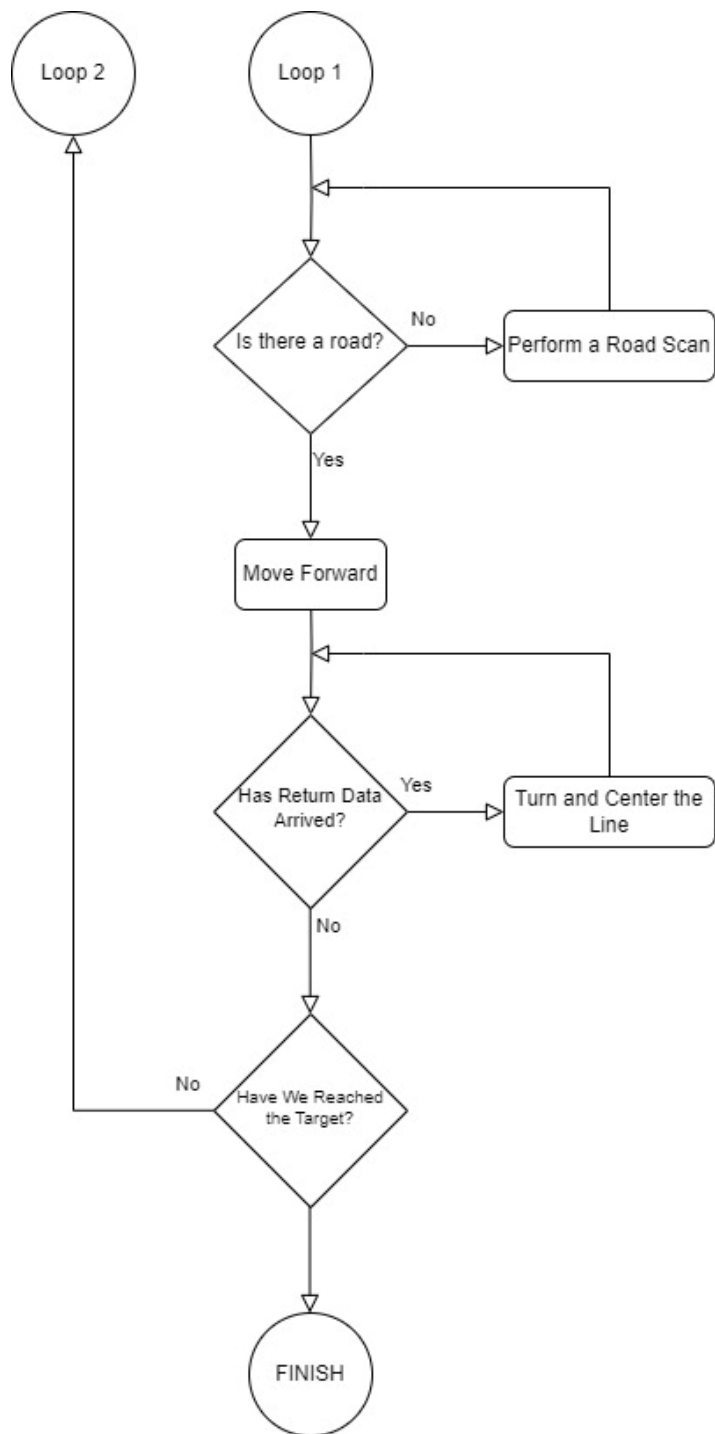 Loop 2
Loop 1
Is there a road?
No
Perform a Road Scan
Yes
Move Forward
Has Return Data
Arrived?
Yes
Turn and Center the
Line
No
Have We Reached
the Target?
No
FINISH